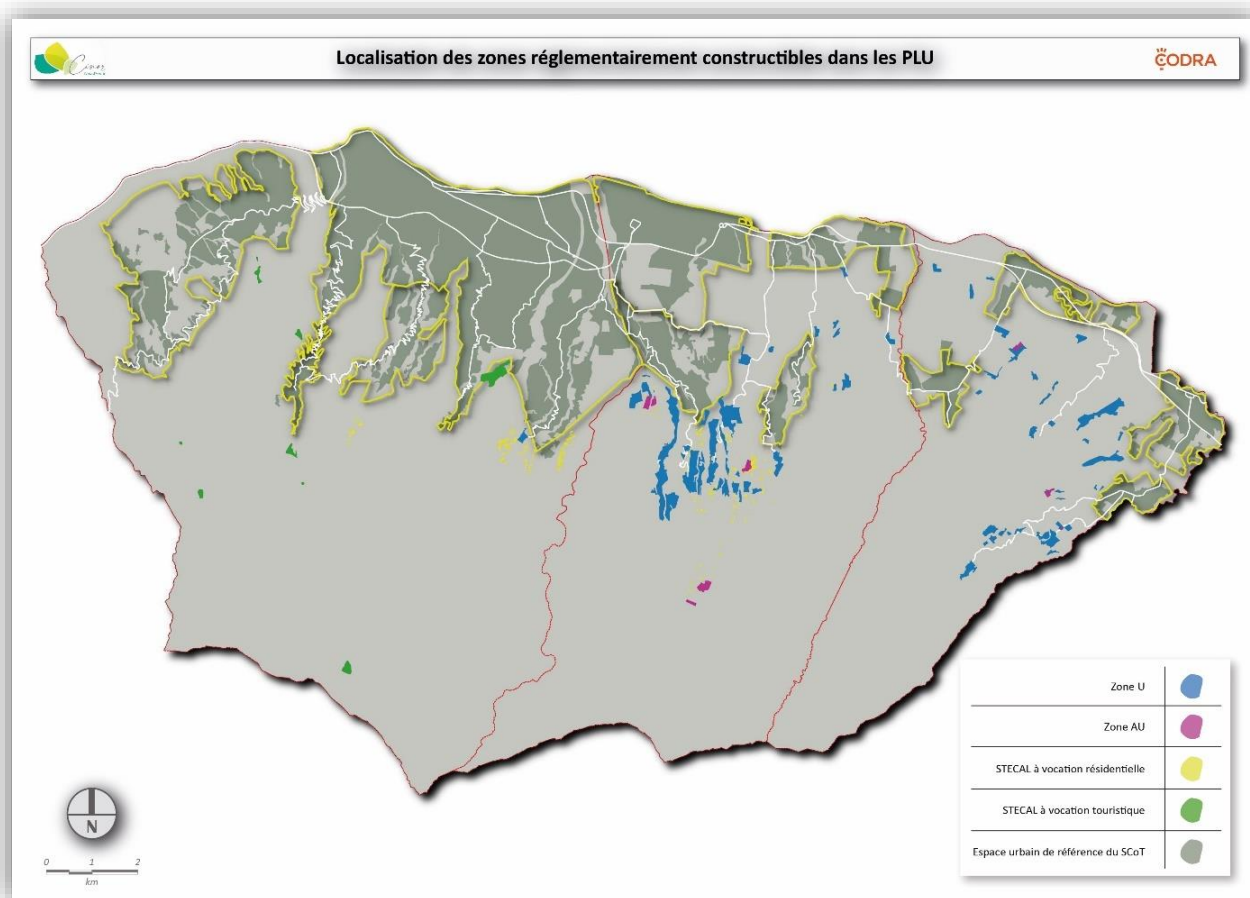 Cinor
Localisation des zones réglementairement constructibles dans les PLU
CODRA
Zone U
Zone AU
STECAL à vocation résidentielle
STECAL à vocation touristique
Espace urbain de référence du SCoT
N
0 1 2
km